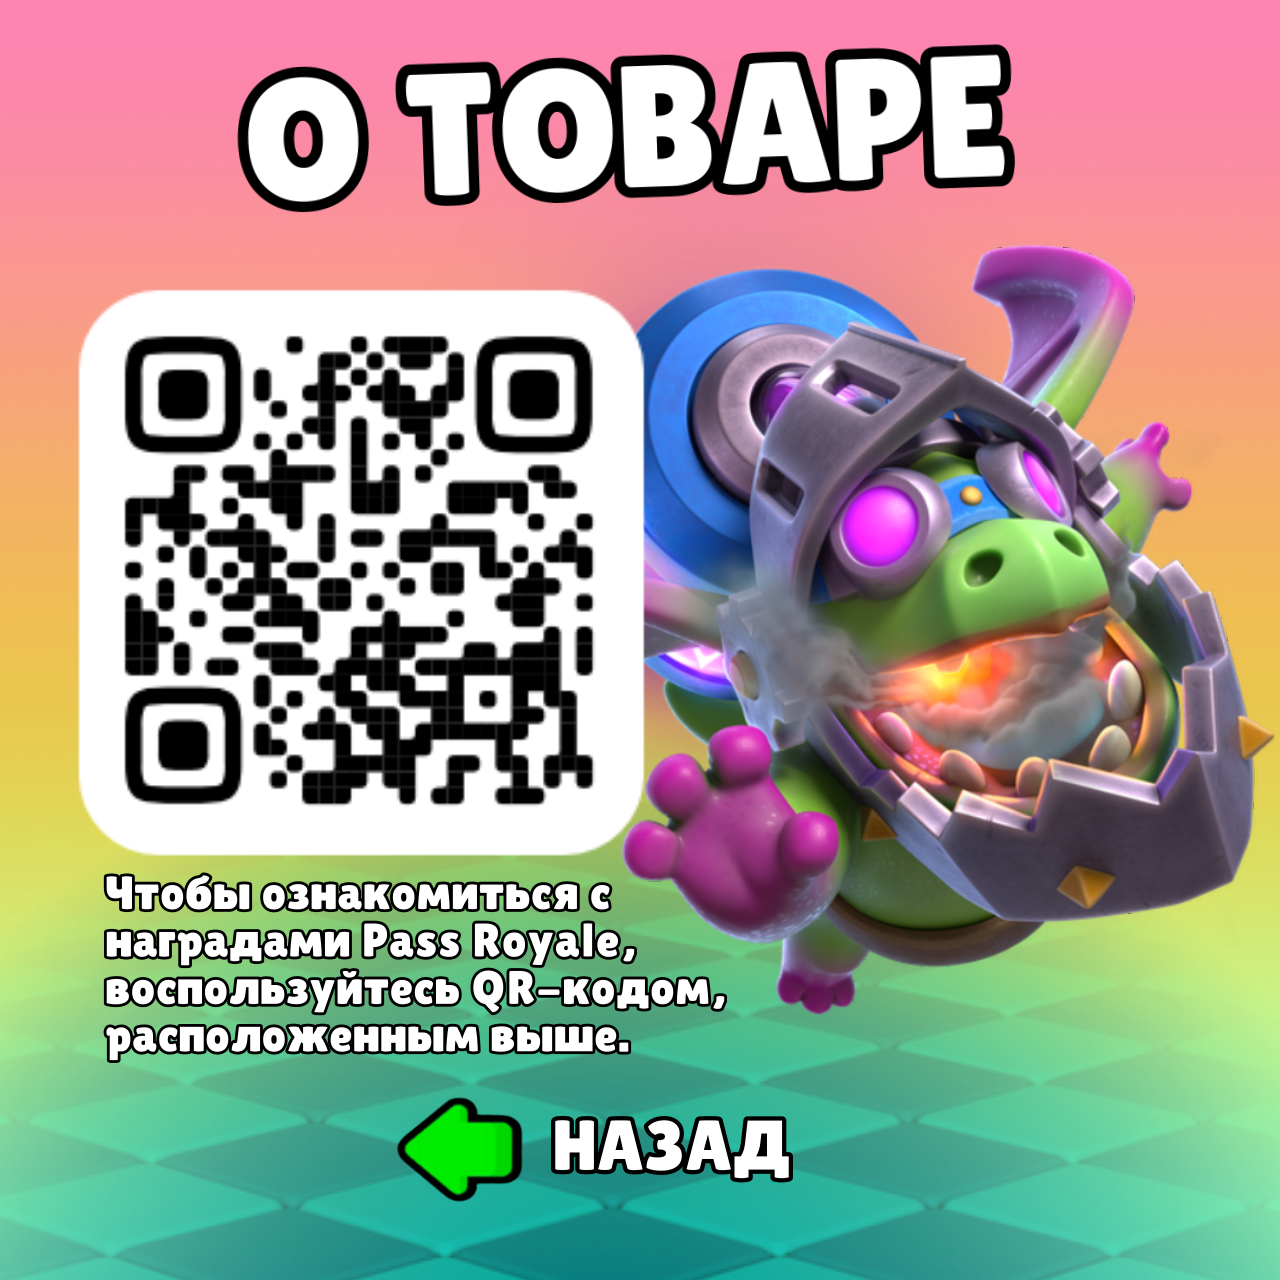 О ТОВАРЕ
Чтобы ознакомиться с
наградами Pass Royale,
воспользуйтесь QR-кодом,
расположенным выше.
НАЗАД